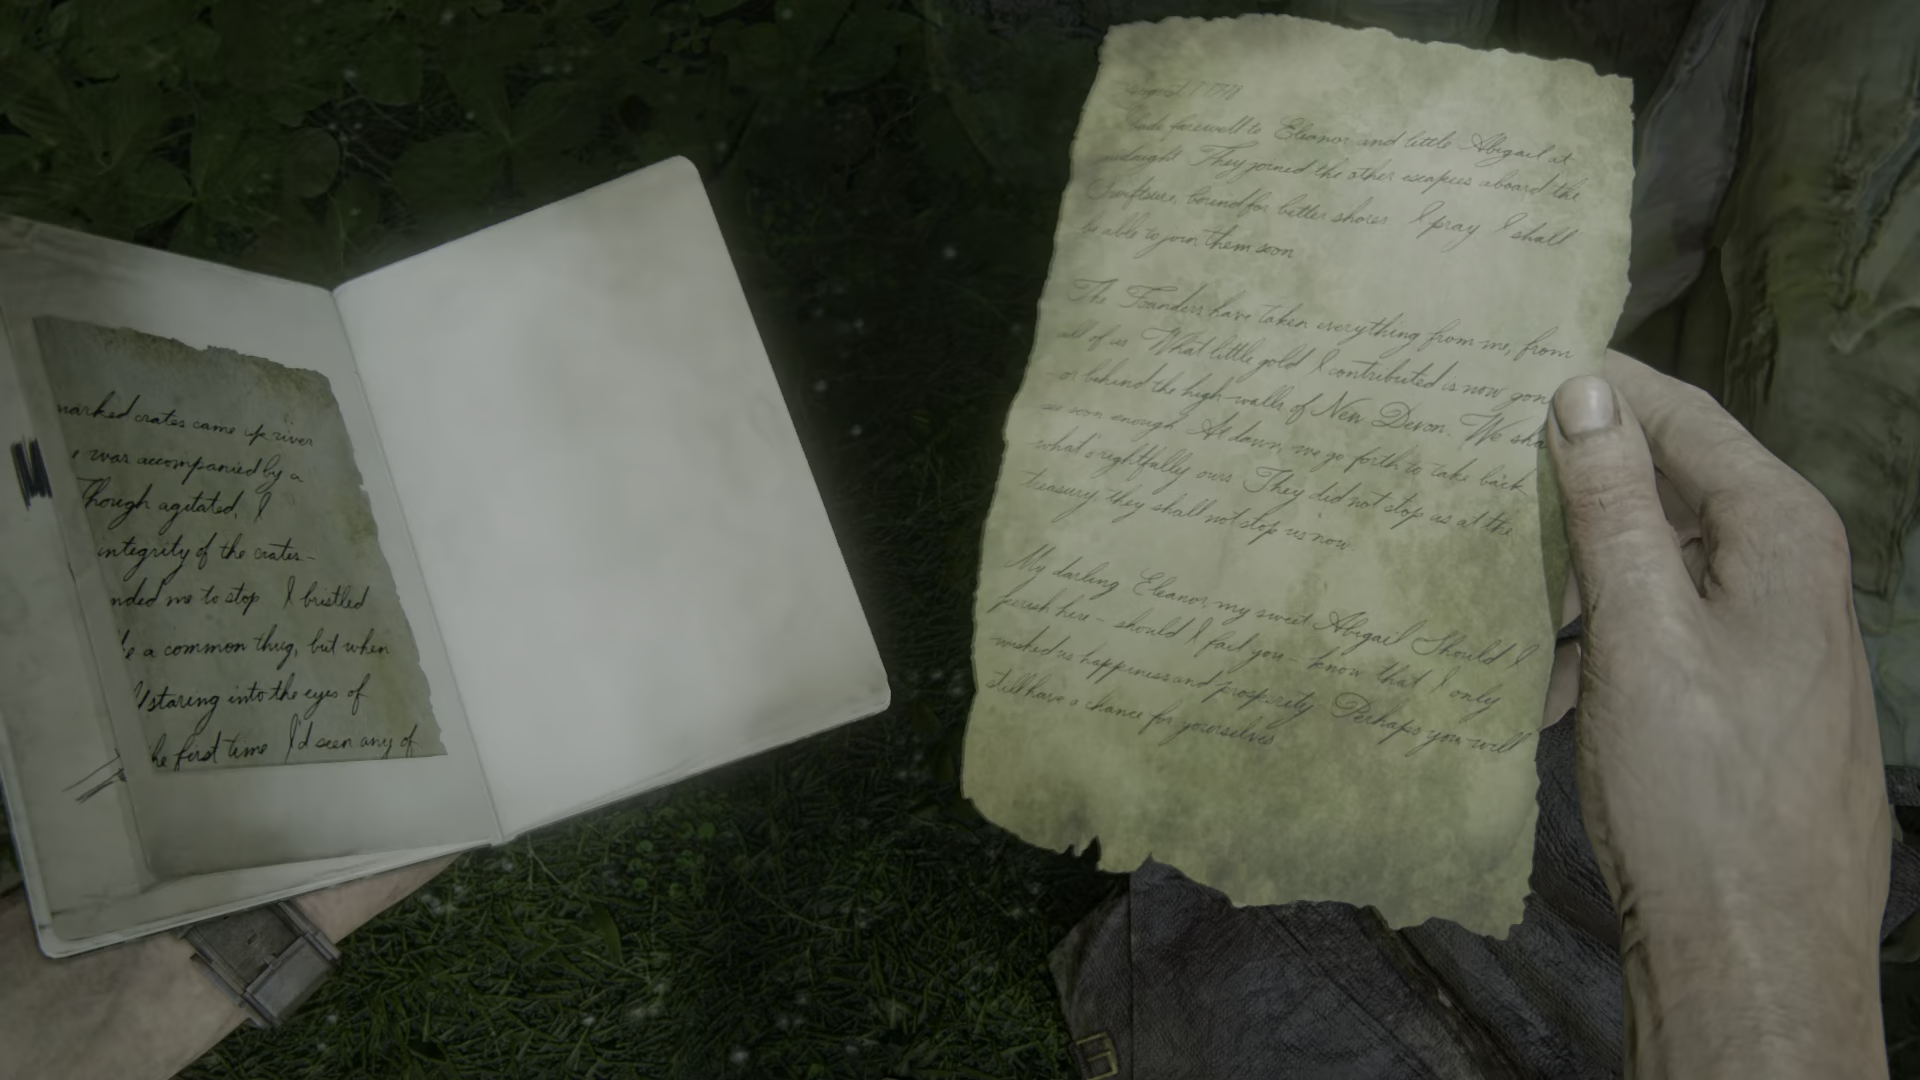 marked crates came up river
was accompanied by a
Though agitated, I
integrity of the crates-
nded me to stop I bristled
a common thug, but when
staring into the eyes of
he first time I'd seen any of
August
farewell to Eleanor and little Abigail at
midnight They joined the other escapees aboard the
bound for better shores I pray I shall
be able to join them soon
The Founders have taken everything from me, from
all of us What little gold I contributed is now gon
or behind the high walls of New Devon. We sha
see soon enough At dawn, we go forth to take back
what's rightfully ours They did not stop us at the
treasury, they shall not stop us now.
My darling Eleanor, my sweet Abigail Should I
perish here - should I fail you - know that I only
wished us happiness and prosperity Perhaps you will
still have a chance for yourselves